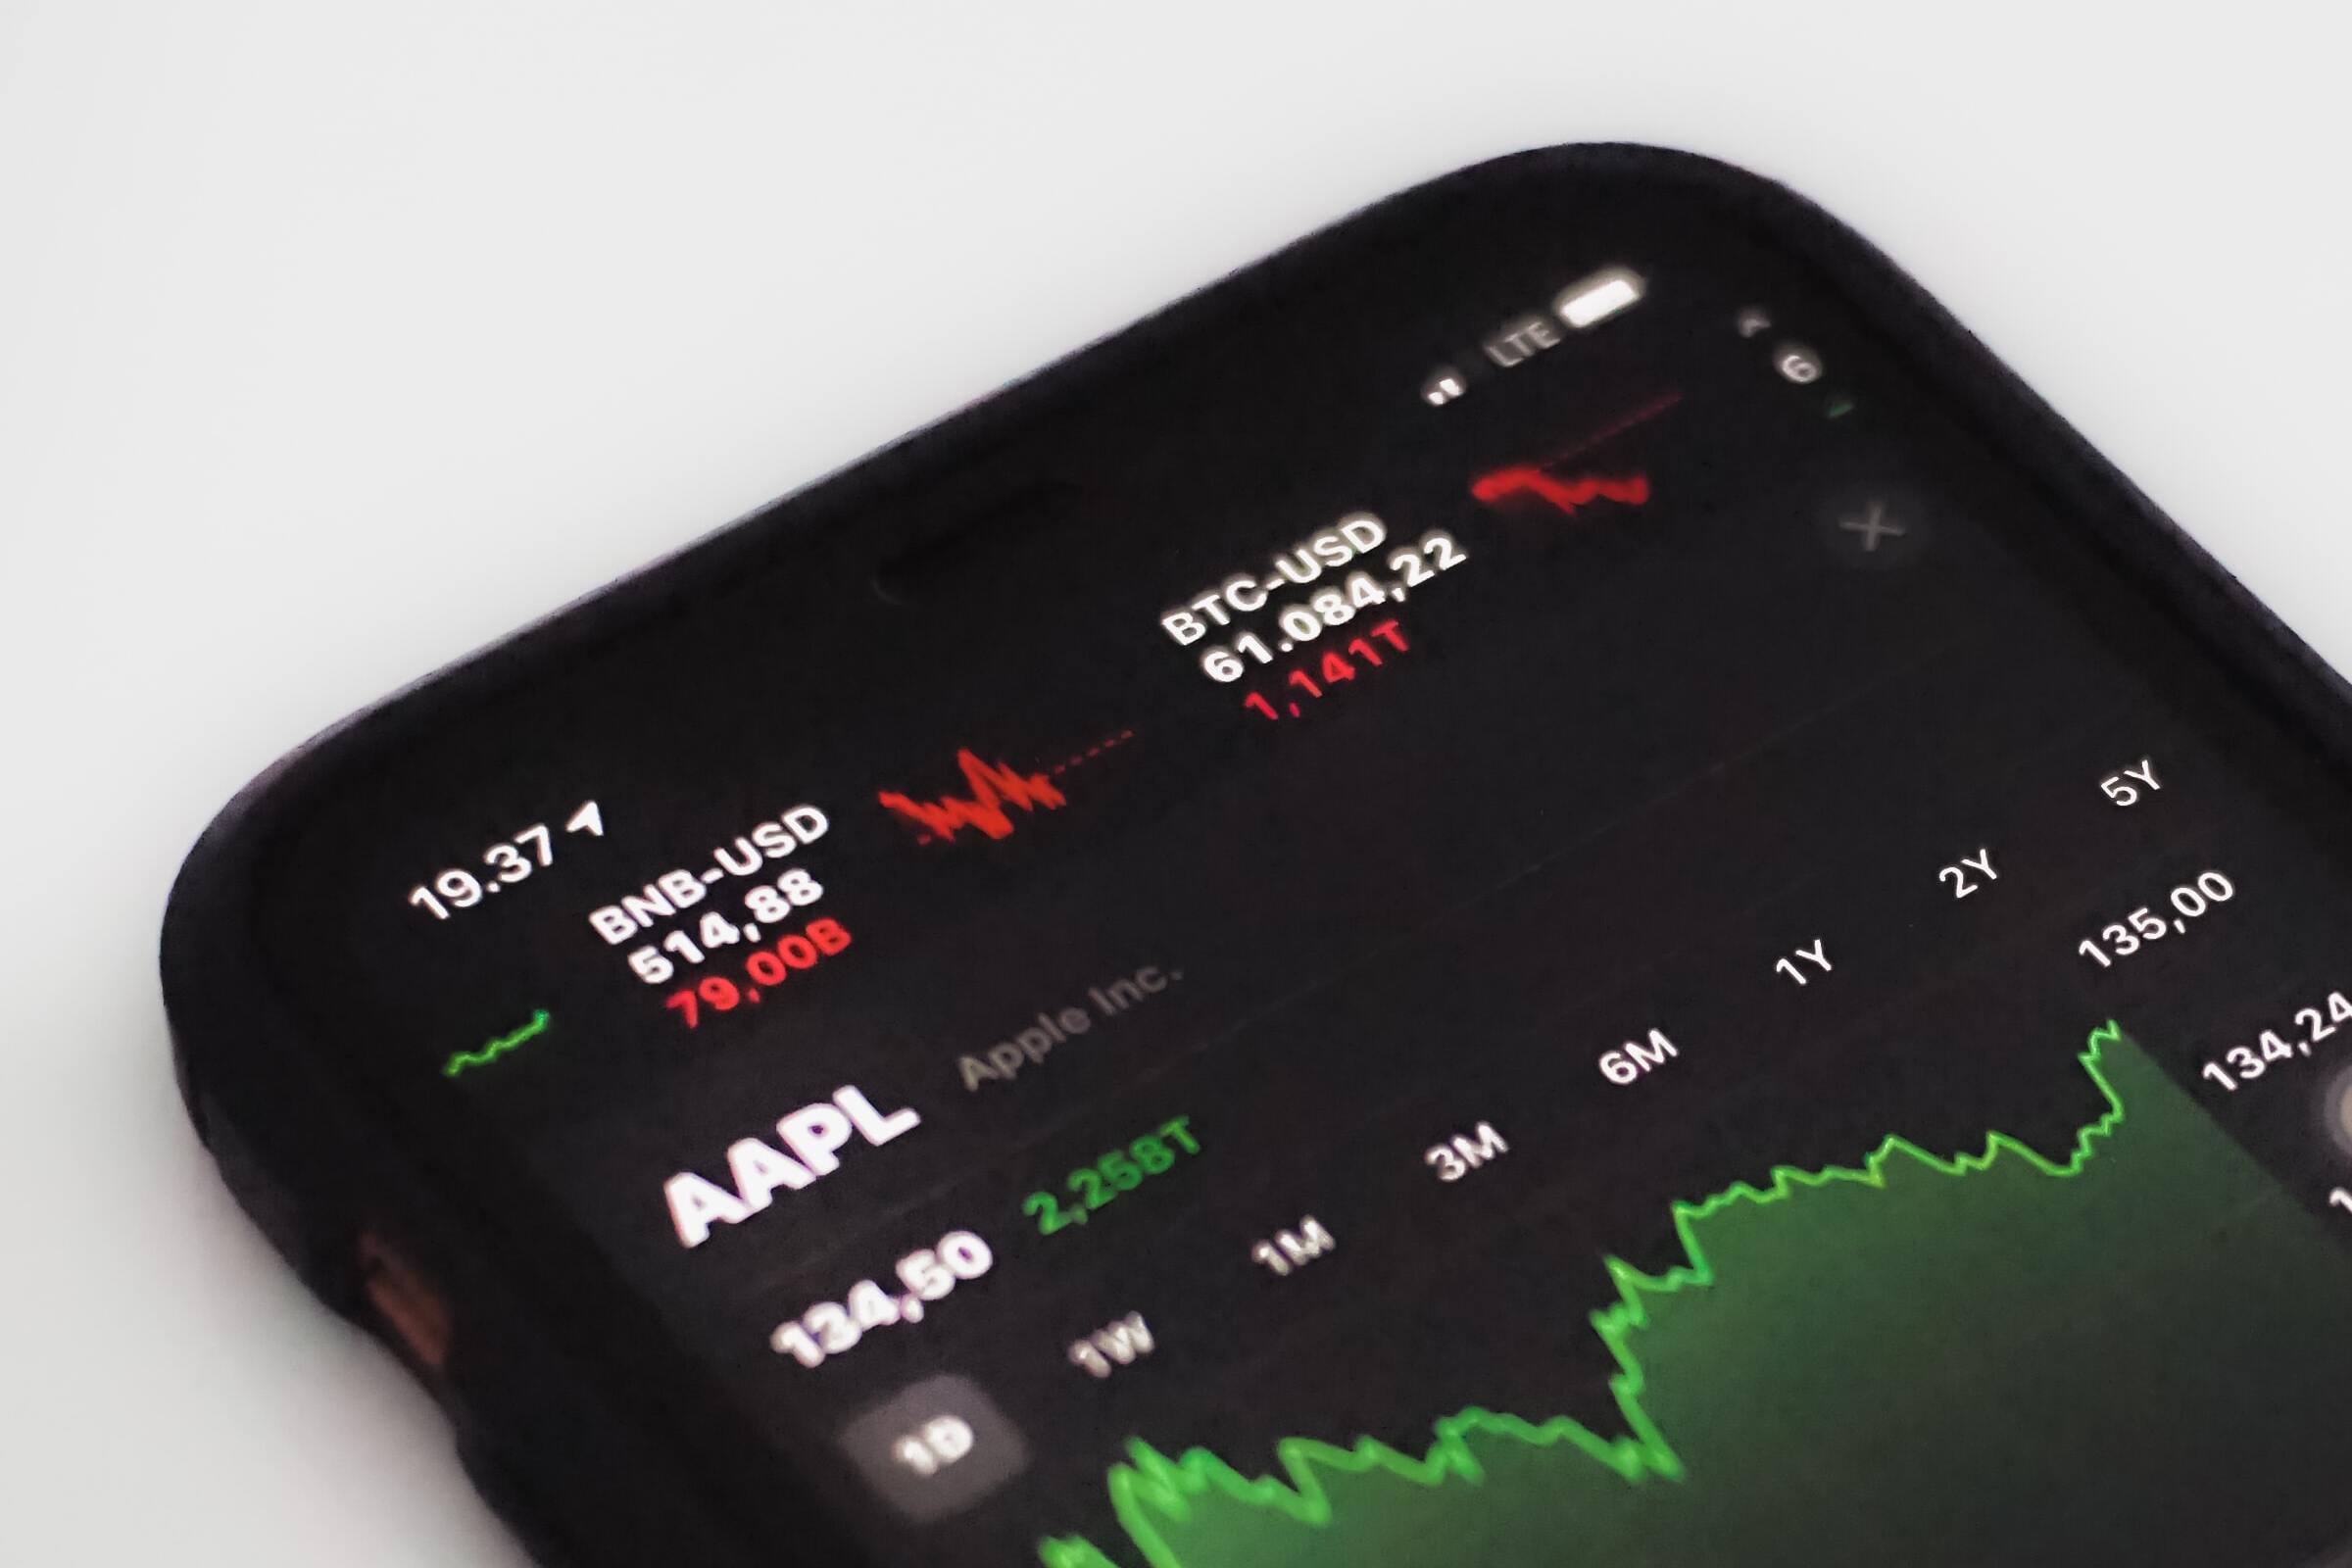 19.37
LTE
BNB-USD
514,88
79,00B
BTC-USD
61.084,22
1,141T
6
AAPL
Apple Inc.
134,50
2,258T
1D
1W
1M
3M
6M
1Y
2Y
5Y
135,00
134,24